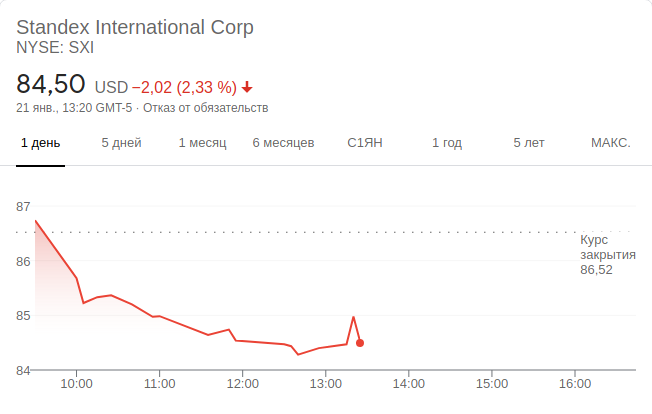 Standex International Corp
NYSE: SXI
84,50 USD −2,02 (2,33 %)
21 янв., 13:20 GMT-5 · Отказ от обязательств
1 день 5 дней 1 месяц 6 месяцев С1ЯН 1 год 5 лет МАКС.
87
Курс
закрытия
86,52
86
85
84
10:00 11:00 12:00 13:00 14:00 15:00 16:00